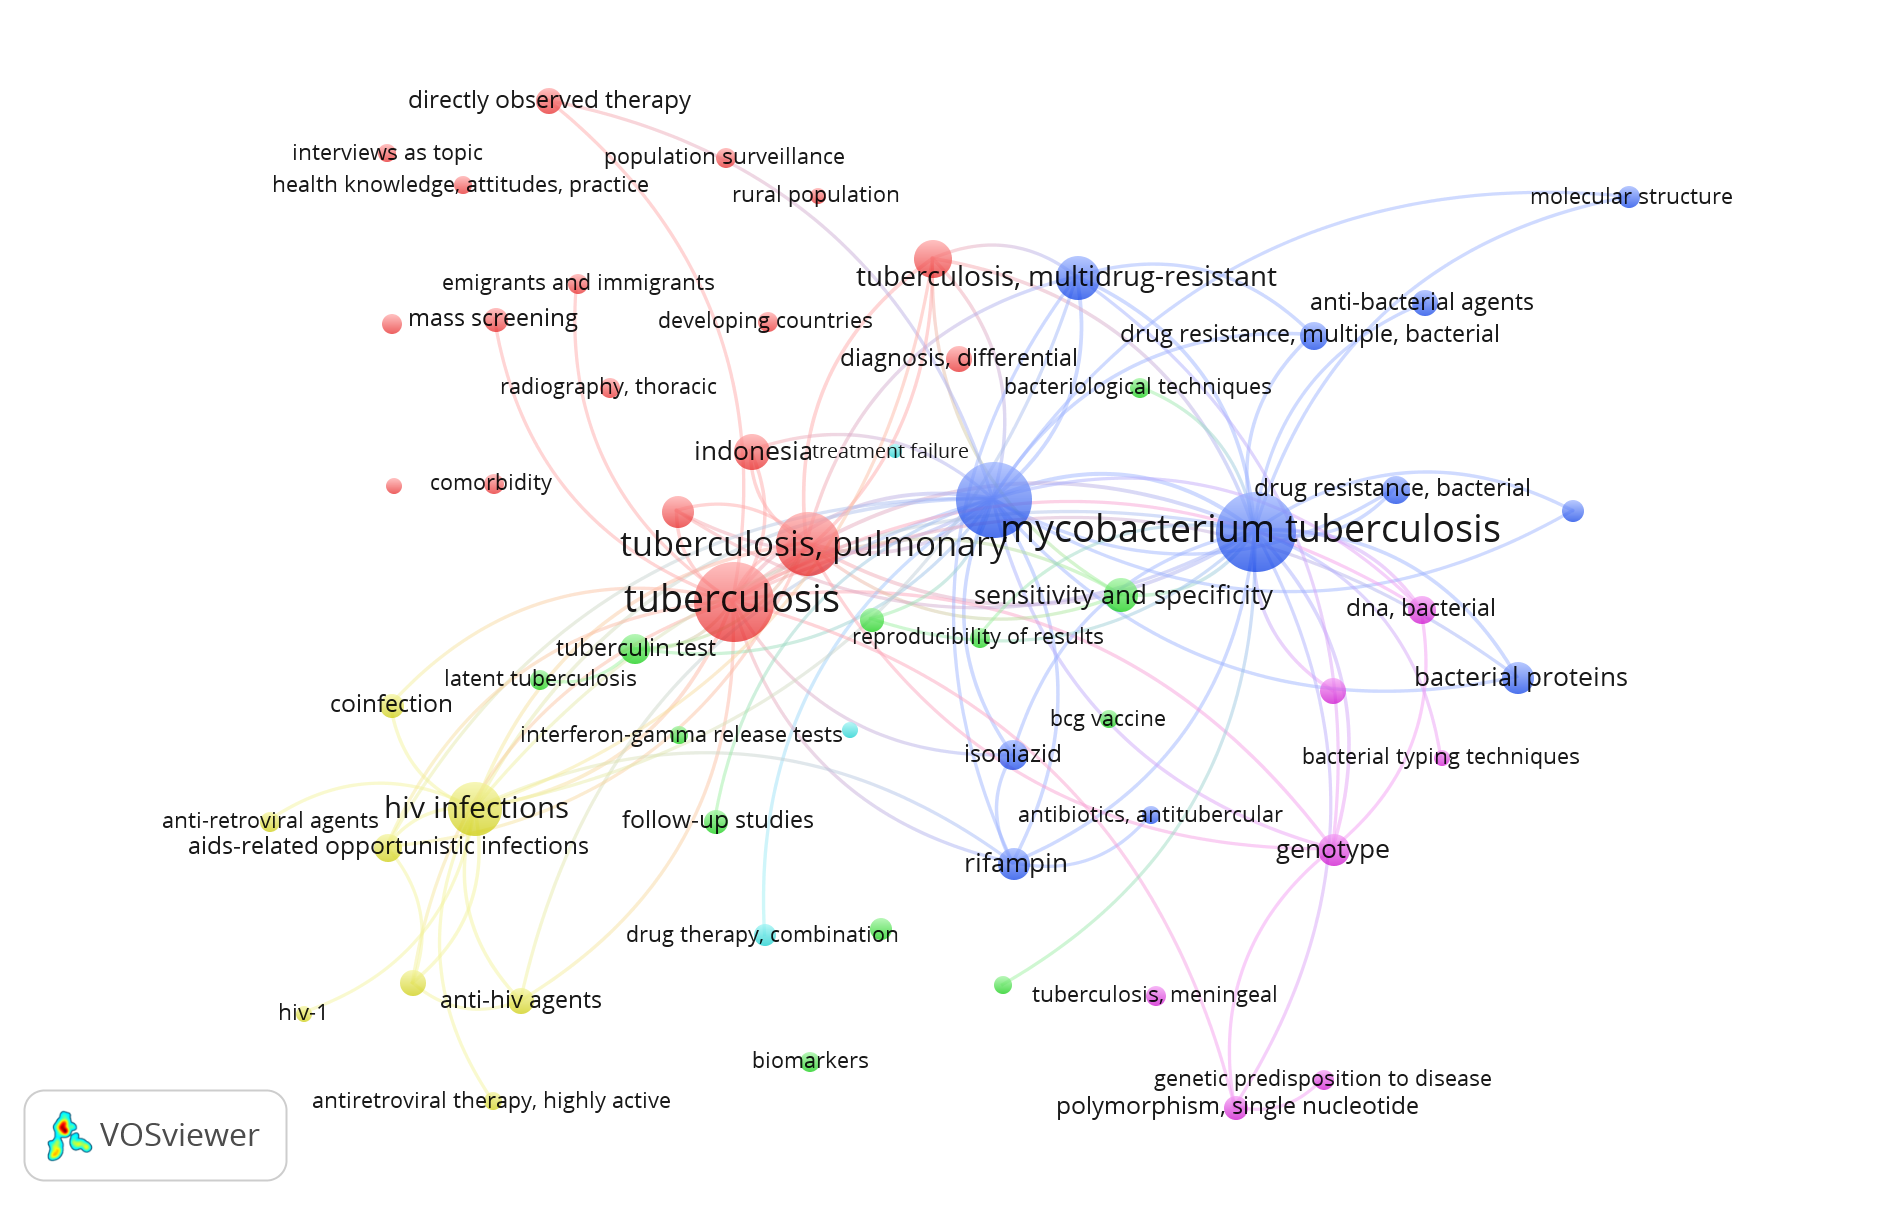 directly observed therapy
interviews as topic
population surveillance
health knowledge, attitudes, practice
rural population
molecular structure
tuberculosis, multidrug-resistant
emigrants and immigrants
anti-bacterial agents
mass screening
developing countries
drug resistance, multiple, bacterial
diagnosis, differential
radiography, thoracic
bacteriological techniques
indonesia
treatment failure
comorbidity
drug resistance, bacterial
mycobacterium tuberculosis
tuberculosis, pulmonary
tuberculosis
sensitivity and specificity
dna, bacterial
reproducibility of results
tuberculin test
latent tuberculosis
bacterial proteins
coinfection
bcg vaccine
interferon-gamma release tests
isoniazid
bacterial typing techniques
hiv infections
anti-retroviral agents
follow-up studies
antibiotics, antitubercular
aids-related opportunistic infections
genotype
rifampin
drug therapy, combination
tuberculosis, meningeal
anti-hiv agents
hiv-1
biomarkers
genetic predisposition to disease
antiretroviral therapy, highly active
polymorphism, single nucleotide
VOSviewer